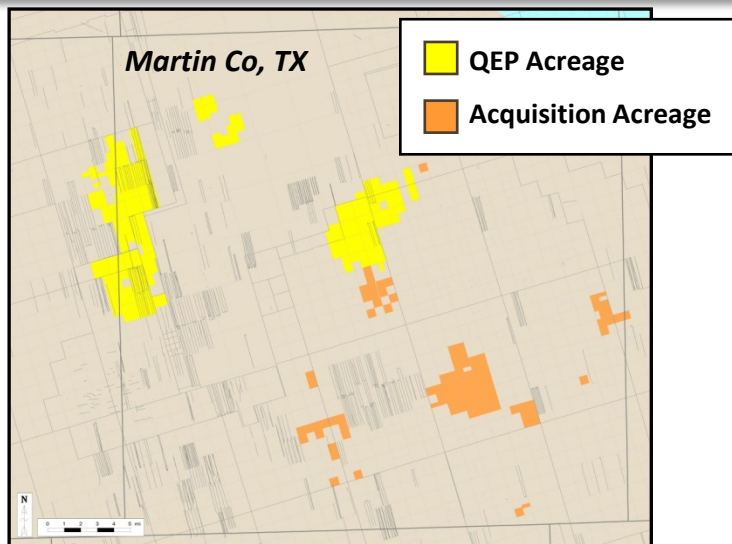 Martin Co, TX
QEP Acreage
Acquisition Acreage
N
0 1 2 3 4 5 mi